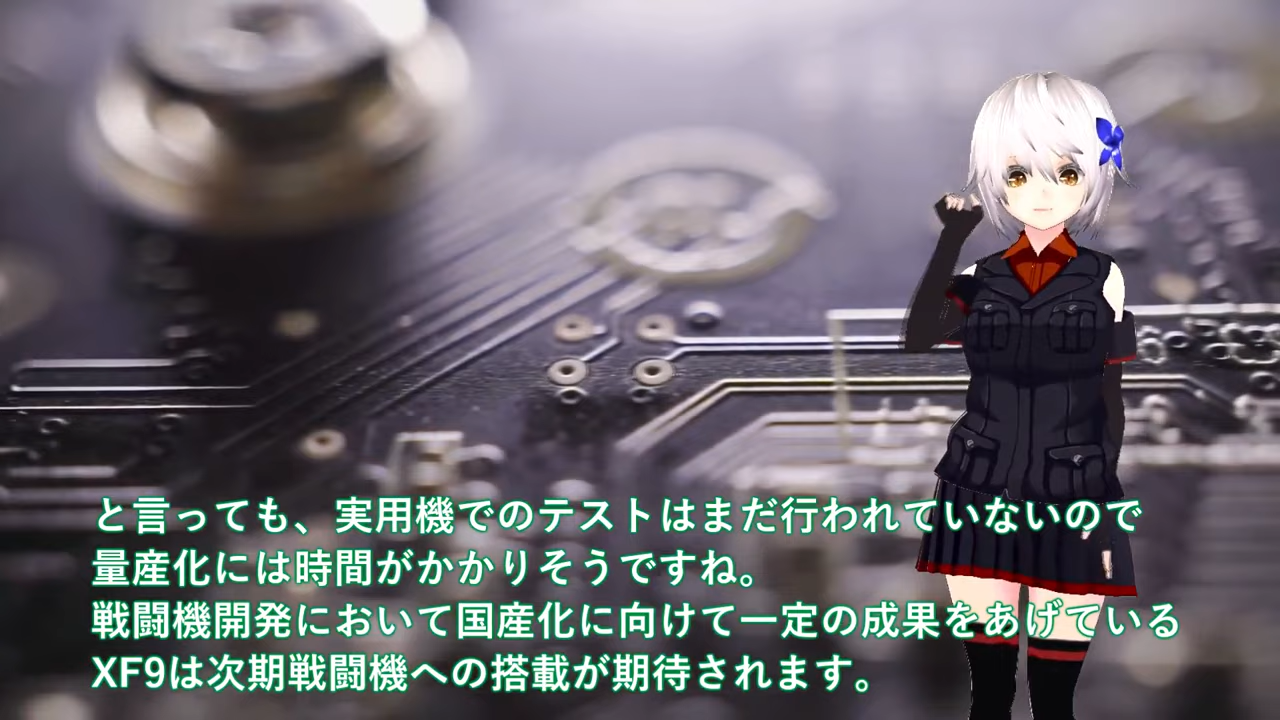 と言っても、実用機でのテストはまだ行われていないので
量産化には時間がかかりそうですね。
戦闘機開発において国産化に向けて一定の成果をあげている
XF9は次期戦闘機への搭載が期待されます。